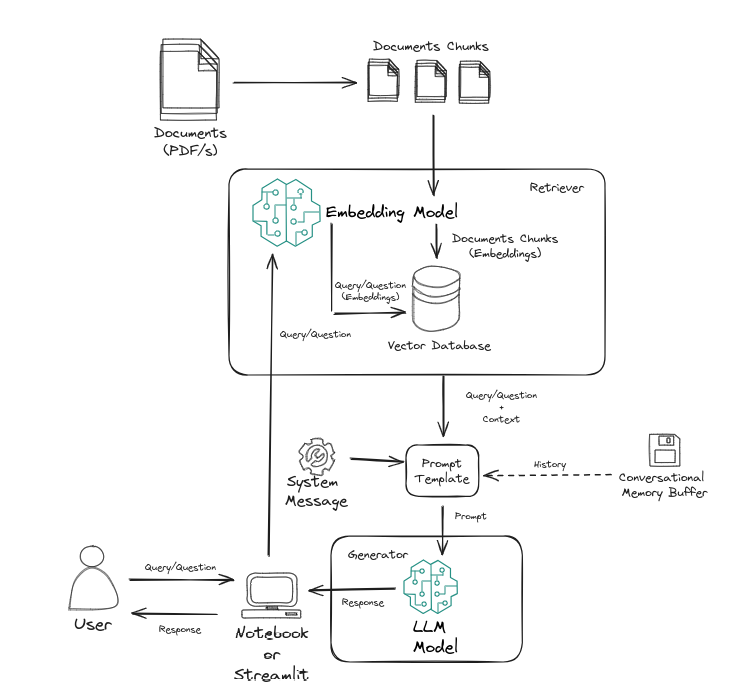 Documents Chunks
Documents
(PDF/s)
Retriever
Embedding Model
Documents Chunks
(Embeddings)
Query/Question
(Embeddings)
Query/Question
Vector Database
Query/Question
+
Context
Prompt
Template
History
System
Message
Conversational
Memory Buffer
Prompt
Generator
Query/Question
Response
Response
User
Notebook
or
Streamlit
LLM
Model